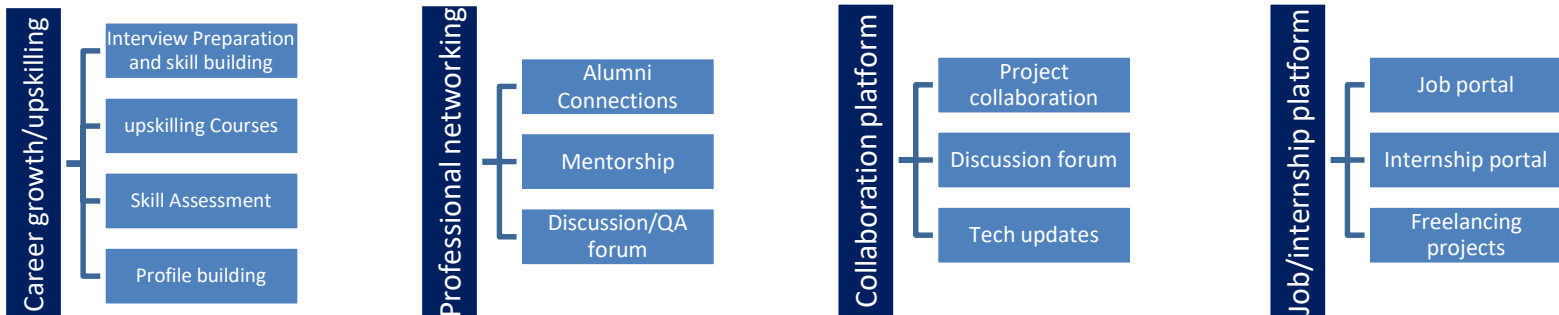 Career growth/upskilling
Interview Preparation
and skill building
upskilling Courses
Skill Assessment
Profile building
Professional networking
Alumni
Connections
Mentorship
Discussion/QA
forum
Collaboration platform
Project
collaboration
Discussion forum
Tech updates
Job/internship platform
Job portal
Internship portal
Freelancing
projects